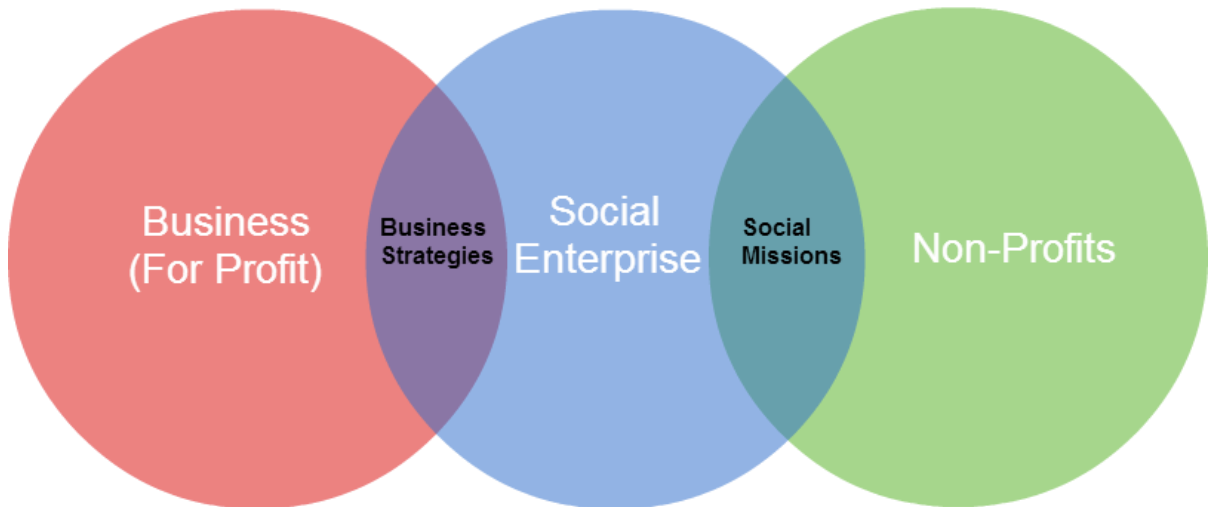 Business
(For Profit)
Business
Strategies
Social
Enterprise
Social
Missions
Non-Profits